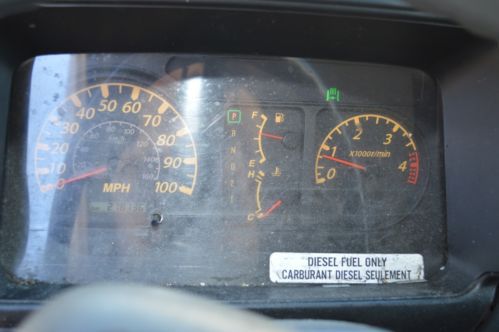 0 10 20 30 40 50 60 70 80 90 100
MPH
km/h
P
R
N
D
F
E
H
C
0 1 2 3 4
X1000r/min
DIESEL FUEL ONLY
CARBURANT DIESEL SEULEMENT